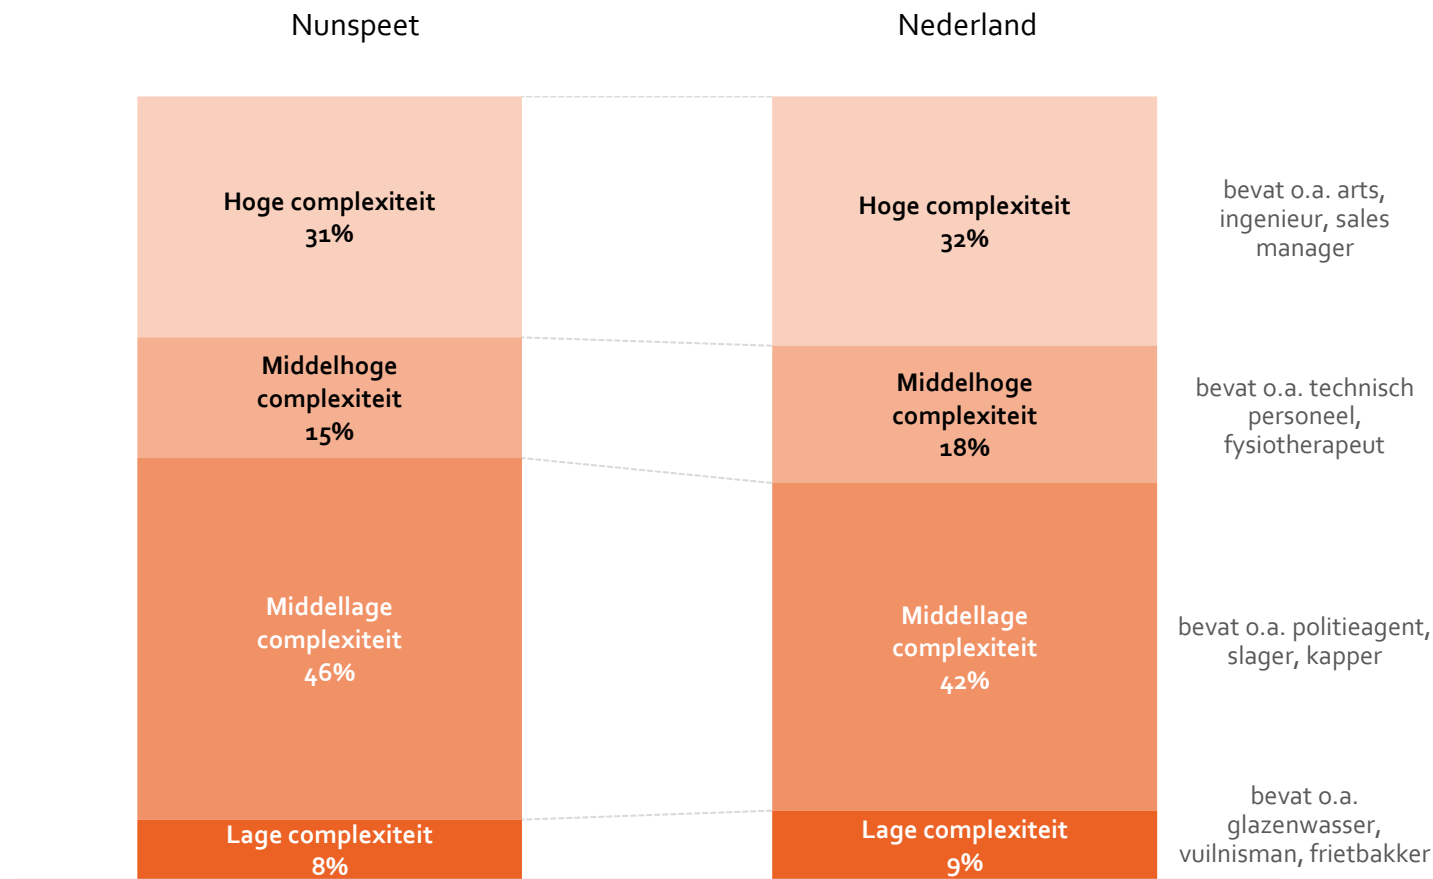 Nunspeet
Nederland
Hoge complexiteit
31%
Middelhoge
complexiteit
15%
Middellage
complexiteit
46%
Lage complexiteit
8%
Hoge complexiteit
32%
Middelhoge
complexiteit
18%
Middellage
complexiteit
42%
Lage complexiteit
9%
bevat o.a. arts,
ingenieur, sales
manager
bevat o.a. technisch
personeel,
fysiotherapeut
bevat o.a. politieagent,
slager, kapper
bevat o.a.
glazenwasser,
vuilnisman, frietbakker